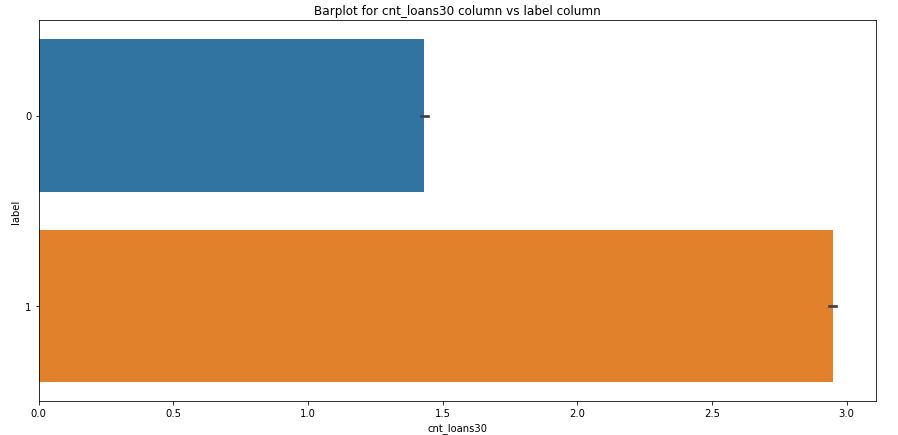 Barplot for cnt_loans30 column vs label column
label
0
1
0.0 0.5 1.0 1.5 2.0 2.5 3.0
cnt_loans30